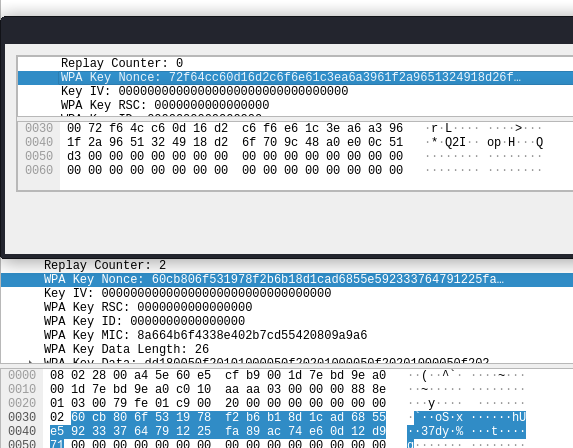 Replay Counter: 0
WPA Key Nonce: 72f64cc60d16d2c6f6e61c3ea6a3961f2a9651324918d26f…
Key IV: 00000000000000000000000000000000
WPA Key RSC: 0000000000000000
0030 00 72 f6 4c c6 0d 16 d2 c6 f6 e6 1c 3e a6 a3 96 ·r·L···· ····>···
0040 1f 2a 96 51 32 49 18 d2 6f 70 9c 48 a0 e0 0c 51 ·*·Q2I·· op·H···Q
0050 d3 00 00 00 00 00 00 00 00 00 00 00 00 00 00 00 ········ ········
0060 00 00 00 00 00 00 00 00 00 00 00 00 00 00 00 00 ········ ········
Replay Counter: 2
WPA Key Nonce: 60cb806f531978f2b6b18d1cad6855e592333764791225fa…
Key IV: 00000000000000000000000000000000
WPA Key RSC: 0000000000000000
WPA Key ID: 0000000000000000
WPA Key MIC: 8a664b6f4338e402b7cd55420809a9a6
WPA Key Data Length: 26
WPA Key Data: dd180050f20101000050f20201000050f20201000050f202
0000 08 02 28 00 a4 5e 60 e5 cf b9 00 1d 7e bd 9e a0 ··(··^`· ····~···
0010 00 1d 7e bd 9e a0 c0 10 aa aa 03 00 00 00 88 8e ··~····· ········
0020 01 03 00 79 fe 01 c9 00 20 00 00 00 00 00 00 00 ···y···· ·······
0030 02 60 cb 80 6f 53 19 78 f2 b6 b1 8d 1c ad 68 55 ·`··oS·x ······hU
0040 e5 92 33 37 64 79 12 25 fa 89 ac 74 e6 0d 12 d9 ··37dy·% ···t····
0050 71 00 00 00 00 00 00 00 00 00 00 00 00 00 00 00 q······· ········